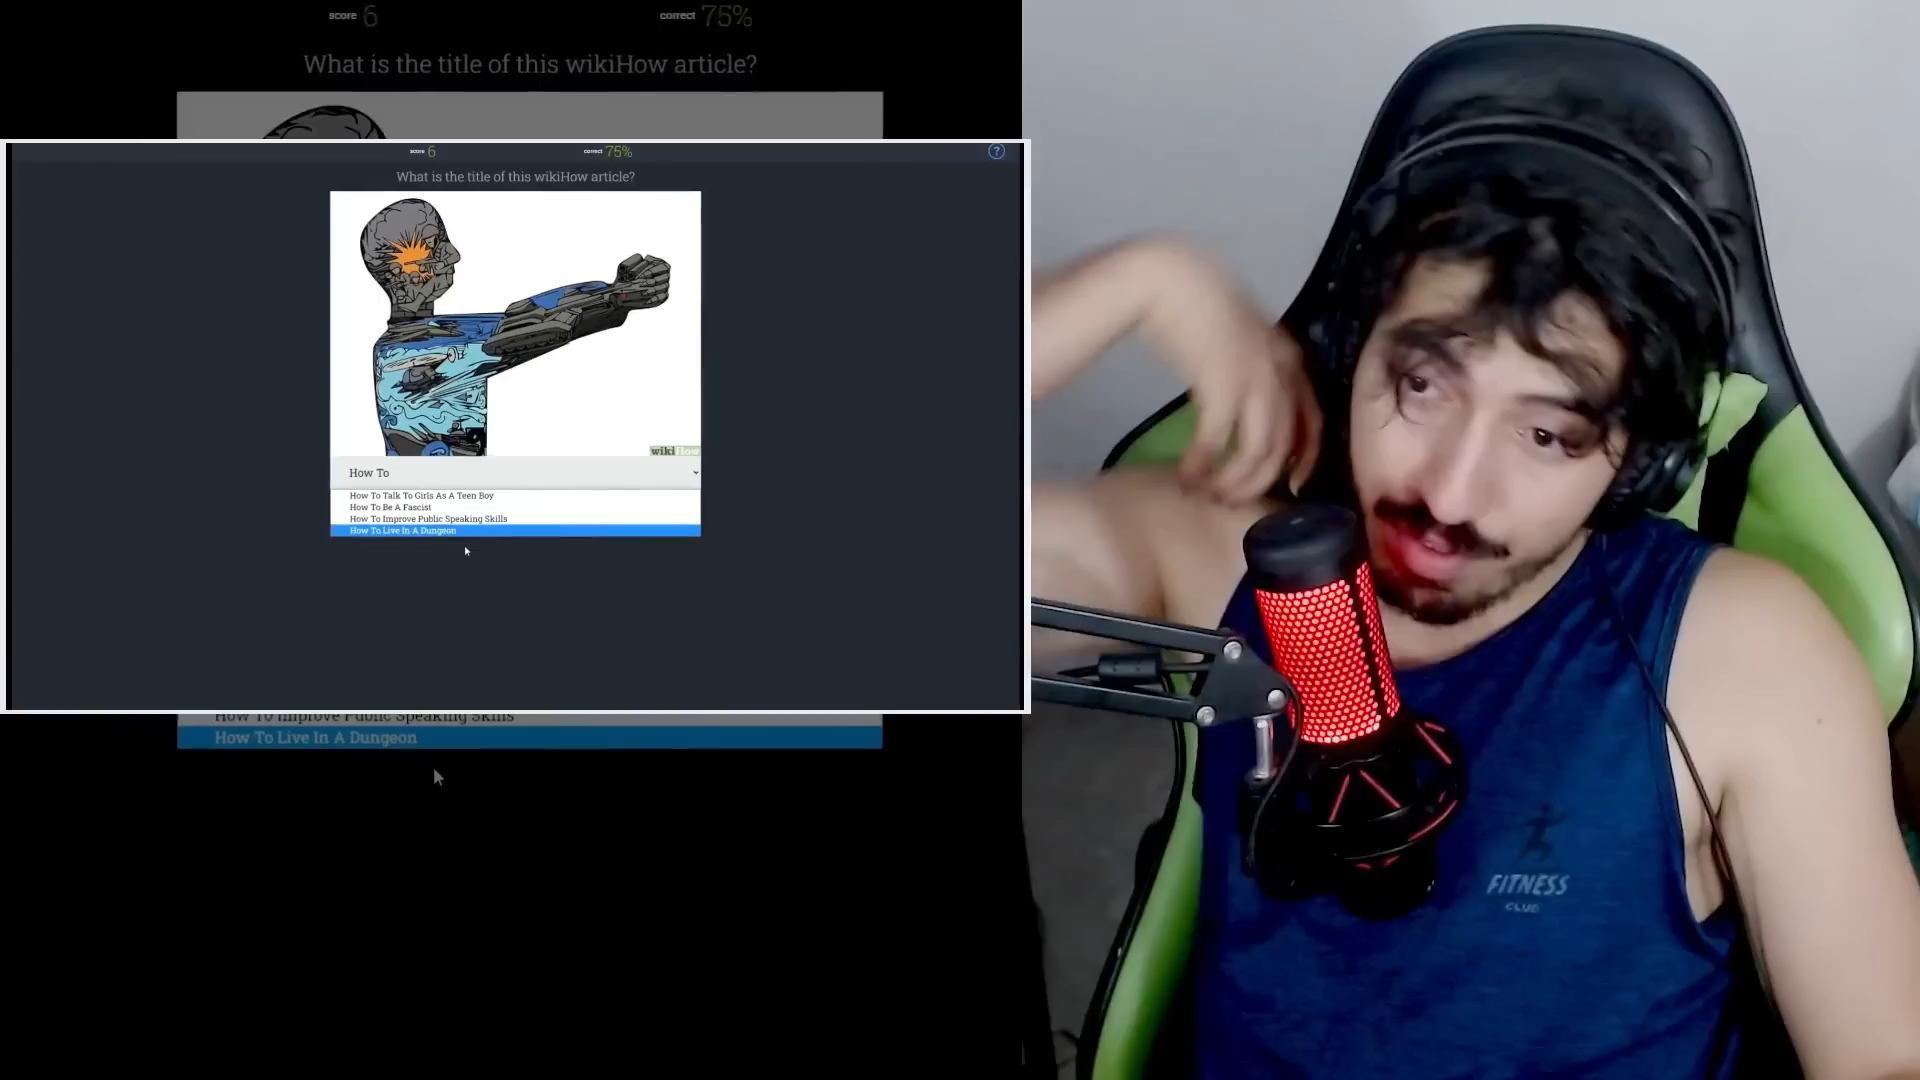 score 6 correct 75%
What is the title of this wikiHow article?
score 6 correct 75% ?
What is the title of this wikiHow article?
wikiHow
How To
How To Talk To Girls As A Teen Boy
How To Be A Fascist
How To Improve Public Speaking Skills
How To Live In A Dungeon
How To Improve Public Speaking Skills
How To Live In A Dungeon
FITNESS
CLUB